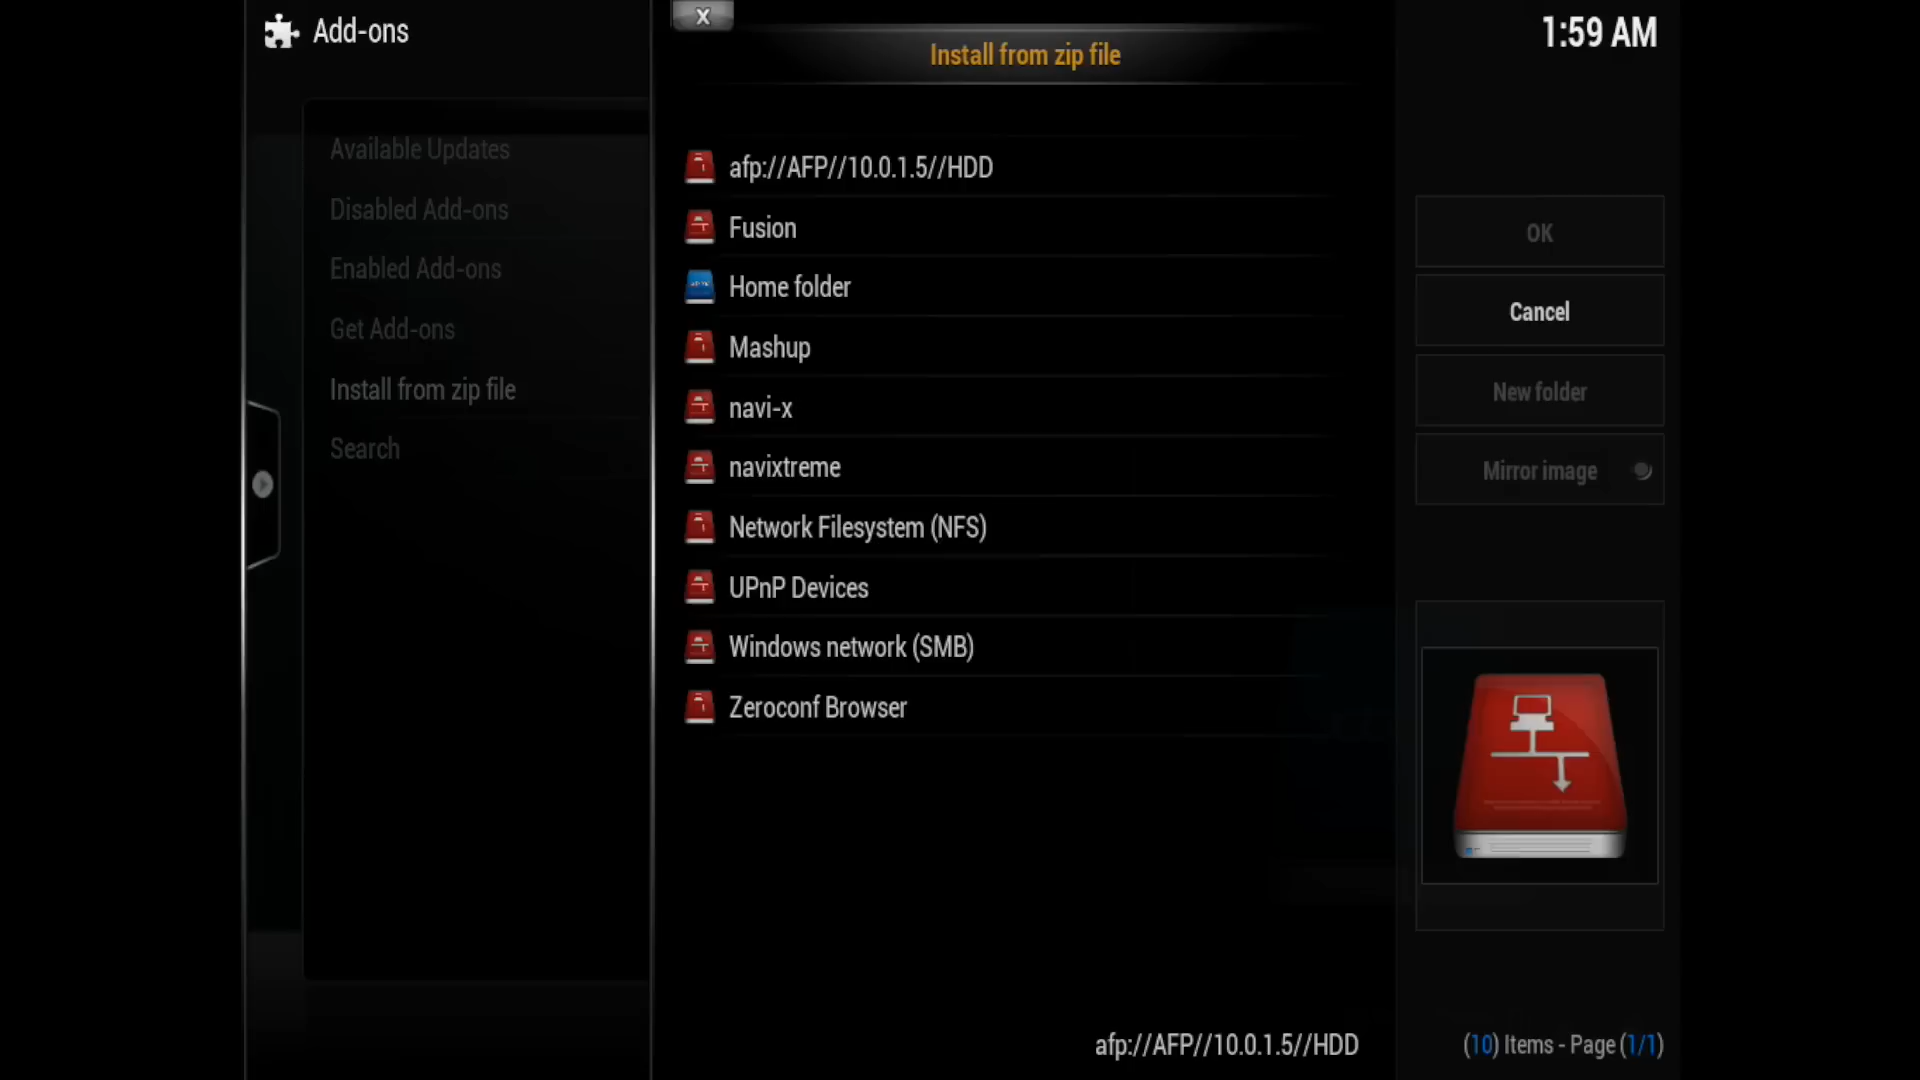 Add-ons
X
Install from zip file
1:59 AM
Available Updates
Disabled Add-ons
Enabled Add-ons
Get Add-ons
Install from zip file
Search
afp://AFP//10.0.1.5//HDD
Fusion
Home folder
Mashup
navi-x
navixtreme
Network Filesystem (NFS)
UPnP Devices
Windows network (SMB)
Zeroconf Browser
OK
Cancel
New folder
Mirror image
afp://AFP//10.0.1.5//HDD
(10) Items - Page (1/1)